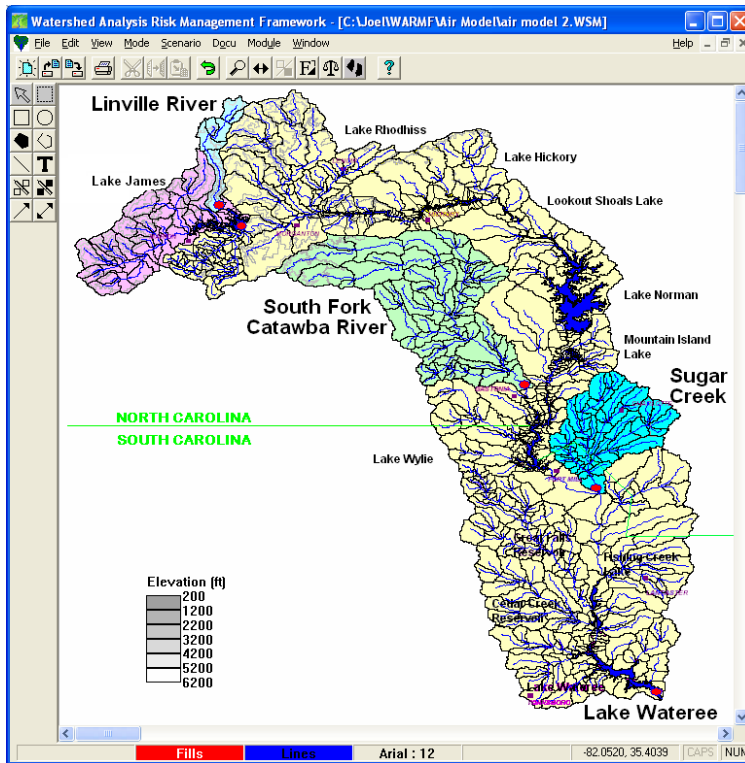 Watershed Analysis Risk Management Framework - [C:\Joel\WARMF\Air Model\air model 2.WSM]
File Edit View Mode Scenario Docu Module Window Help
Linville River
Lake Rhodhiss
Lake Hickory
Lake James
Lookout Shoals Lake
South Fork
Catawba River
Lake Norman
Mountain Island
Lake
Sugar
Creek
NORTH CAROLINA
SOUTH CAROLINA
Lake Wylie
FORT MILL
Great Falls
Reservoir
Fishing Creek
Lake
Cedar Creek
Reservoir
Elevation (ft)
200
1200
2200
3200
4200
5200
6200
Lake Wateree
Lake Wateree
Fills Lines Arial : 12 -82.0520, 35.4039 CAPS NUM